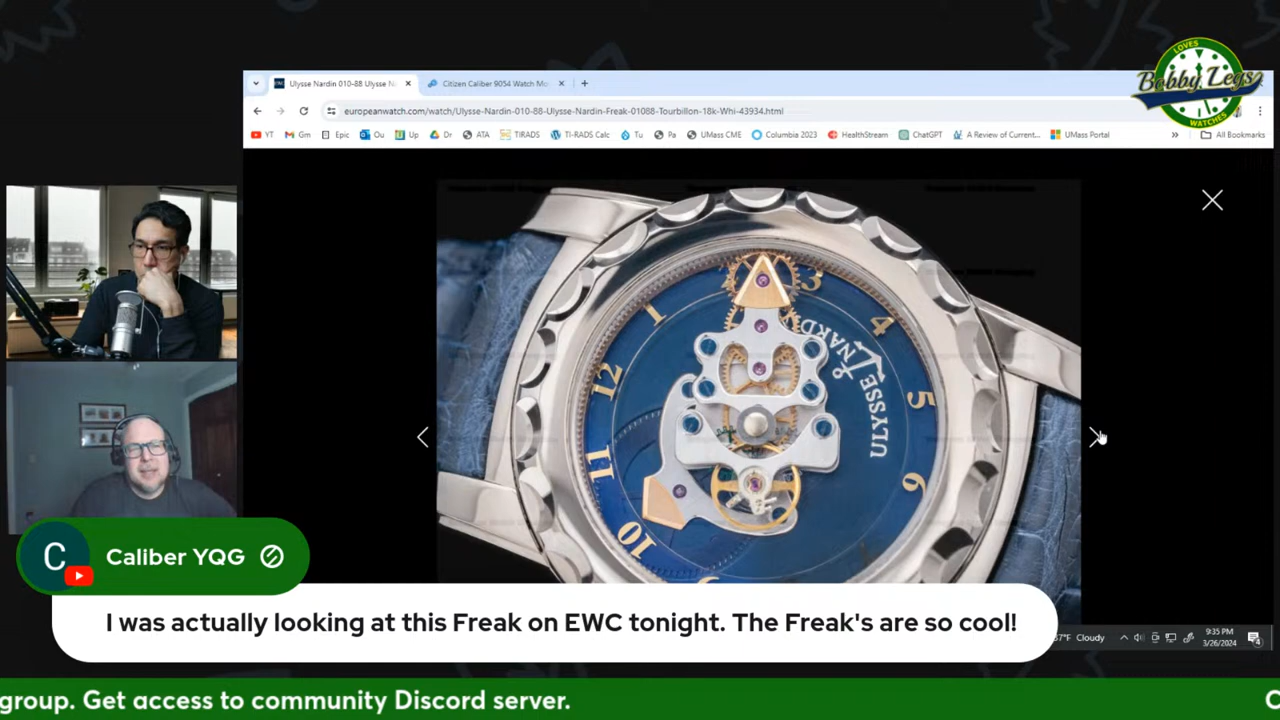 LOVES
Bobby Legs
WATCHES
Ulysse Nardin 010-88 Ulysse N
Citizen Caliber 9054 Watch Mo
europeanwatch.com/watch/Ulysse-Nardin-010-88-Ulysse-Nardin-Freak-01088-Tourbillon-18k-Whi-43934.html
YT Gm Epic Ou Up Dr ATA TIRADS TI-RADS Calc Tu Pa UMass CME Columbia 2023 HealthStream ChatGPT A Review of Current... UMass Portal » All Bookmarks
12 1 3 4 5 6 10 11
ULYSSE NARDIN
C Caliber YQG
I was actually looking at this Freak on EWC tonight. The Freak's are so cool!
37°F Cloudy
9:35 PM
3/26/2024
4
group. Get access to community Discord server.
C